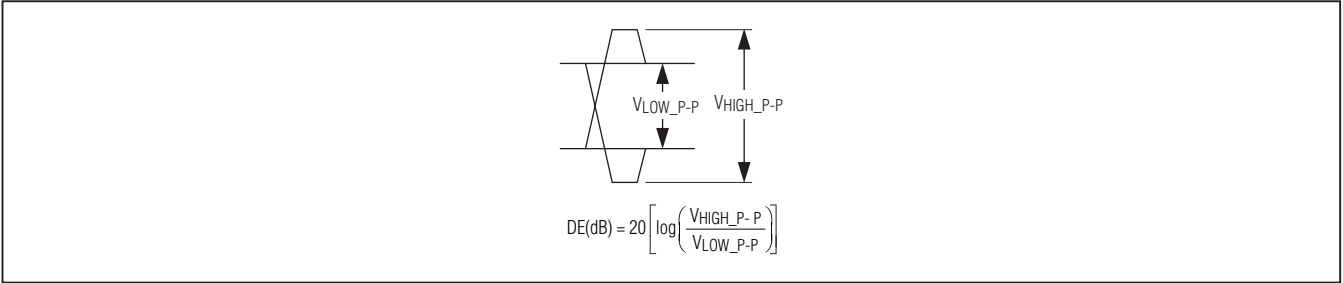 VLOW_P-P VHIGH_P-P
DE(dB) = 20 [log(VHIGH_P- P / VLOW_P-P)]